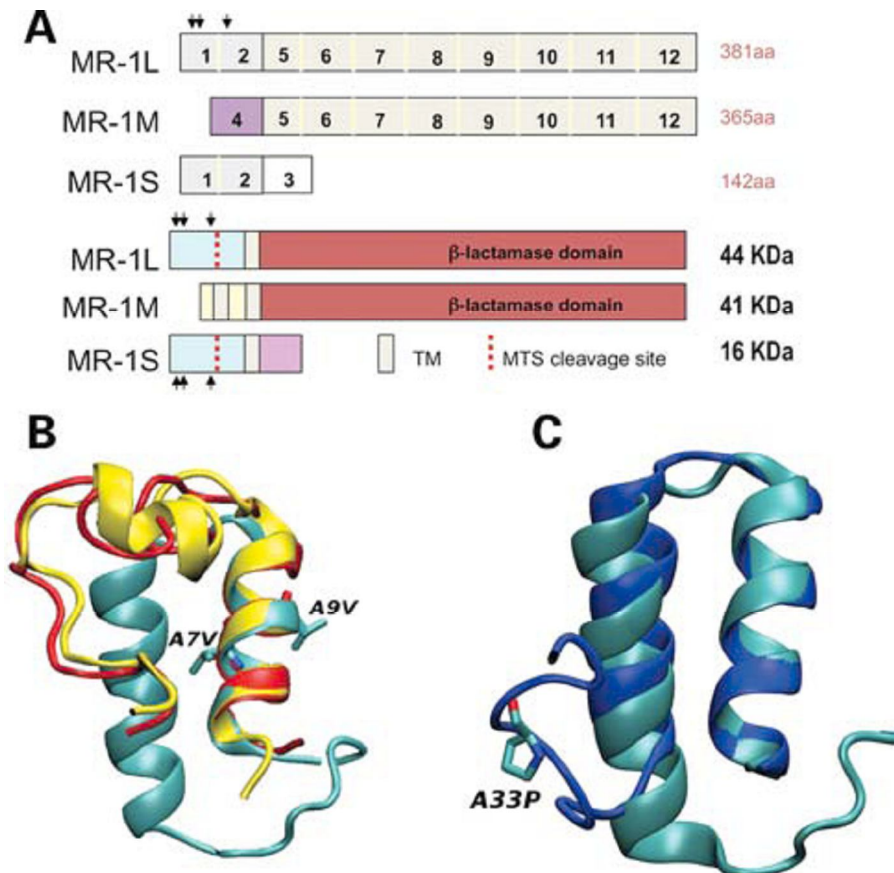 A
MR-1L 1 2 5 6 7 8 9 10 11 12 381aa
MR-1M 4 5 6 7 8 9 10 11 12 365aa
MR-1S 1 2 3 142aa
MR-1L β-lactamase domain 44 KDa
MR-1M β-lactamase domain 41 KDa
MR-1S TM MTS cleavage site 16 KDa
B
A7V A9V
C
A33P